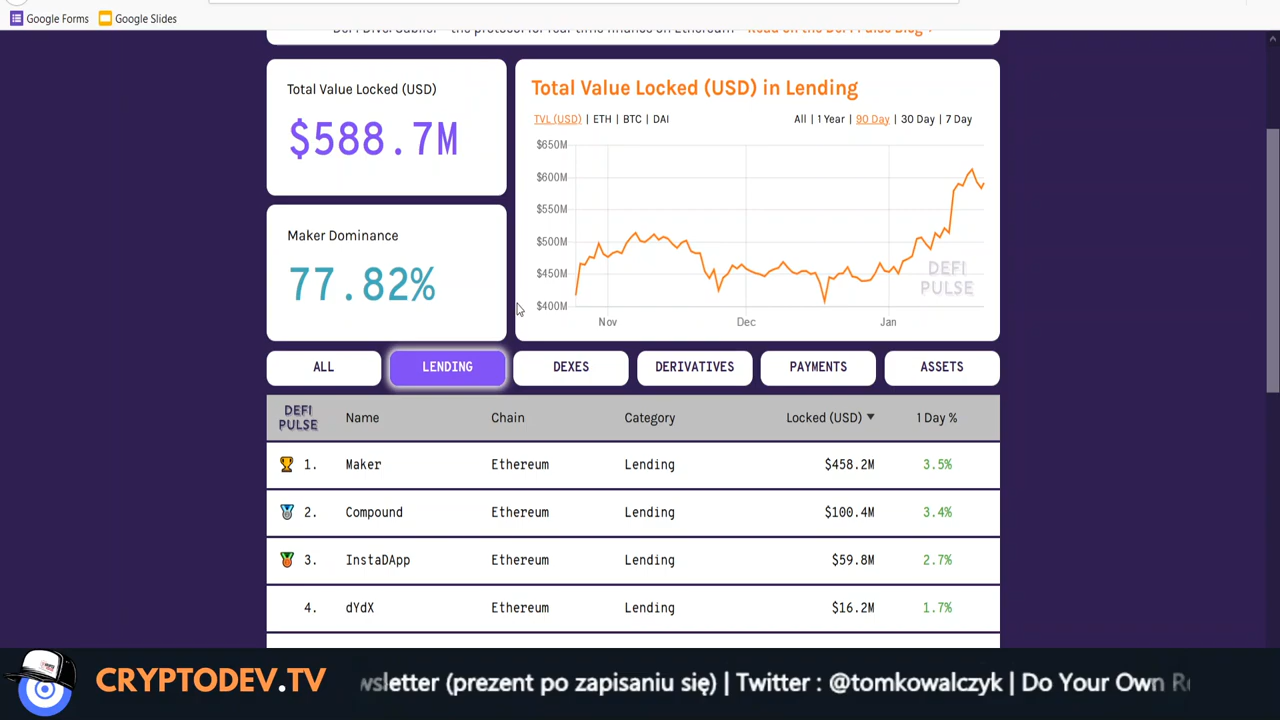 Google Forms Google Slides
Total Value Locked (USD)
$588.7M
Maker Dominance
77.82%
Total Value Locked (USD) in Lending
TVL (USD) | ETH | BTC | DAI
All | 1 Year | 90 Day | 30 Day | 7 Day
$650M
$600M
$550M
$500M
$450M
$400M
Nov Dec Jan
DEFI
PULSE
ALL LENDING DEXES DERIVATIVES PAYMENTS ASSETS
DEFI
PULSE
Name Chain Category Locked (USD) ▼ 1 Day %
1. Maker Ethereum Lending $458.2M 3.5%
2. Compound Ethereum Lending $100.4M 3.4%
3. InstaDApp Ethereum Lending $59.8M 2.7%
4. dYdX Ethereum Lending $16.2M 1.7%
CRYPTODEV.TV
wsletter (prezent po zapisaniu się) | Twitter : @tomkowalczyk | Do Your Own